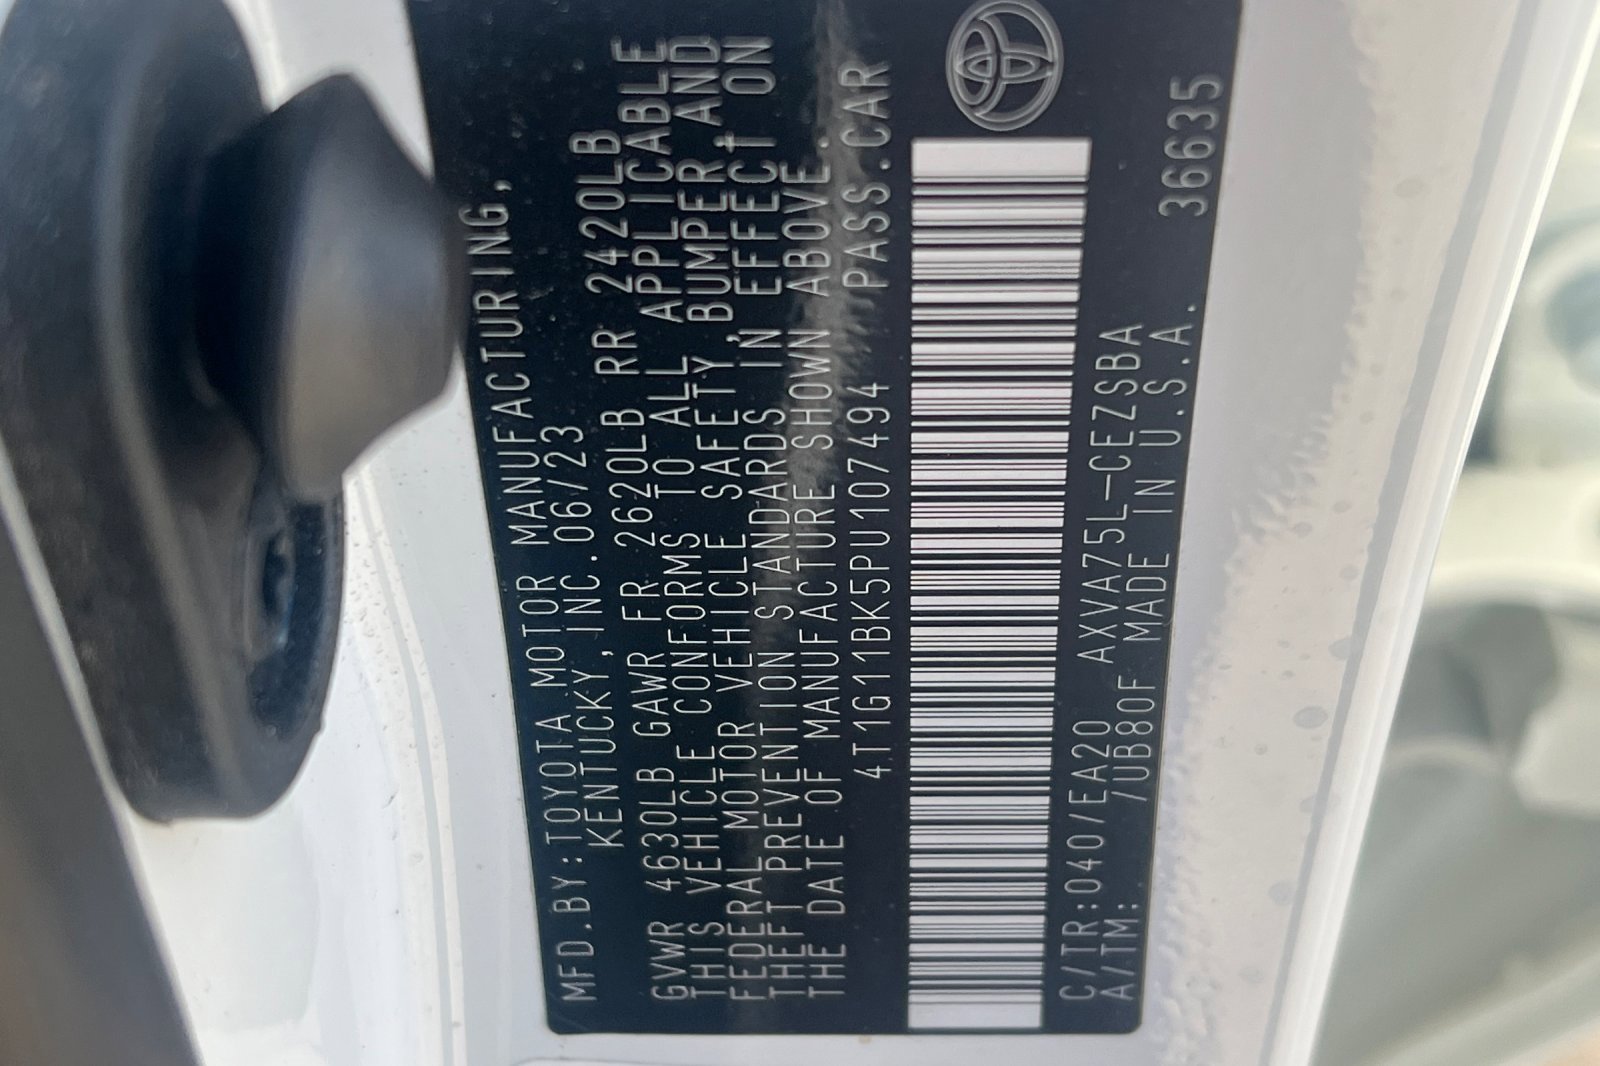 MFD.BY:TOYOTA MOTOR MANUFACTURING,
KENTUCKY,INC.06/23
GVWR 4630LB GAWR FR 2620LB RR 2420LB
THIS VEHICLE CONFORMS TO ALL APPLICABLE
FEDERAL MOTOR VEHICLE SAFETY,BUMPER,AND
THEFT PREVENTION STANDARDS IN EFFECT ON
THE DATE OF MANUFACTURE SHOWN ABOVE.
4T1G11BK5PU107494 PASS.CAR
C/TR:040/EA20 AXVA75L-CEZSBA
A/TM: /UB80F MADE IN U.S.A. 36635